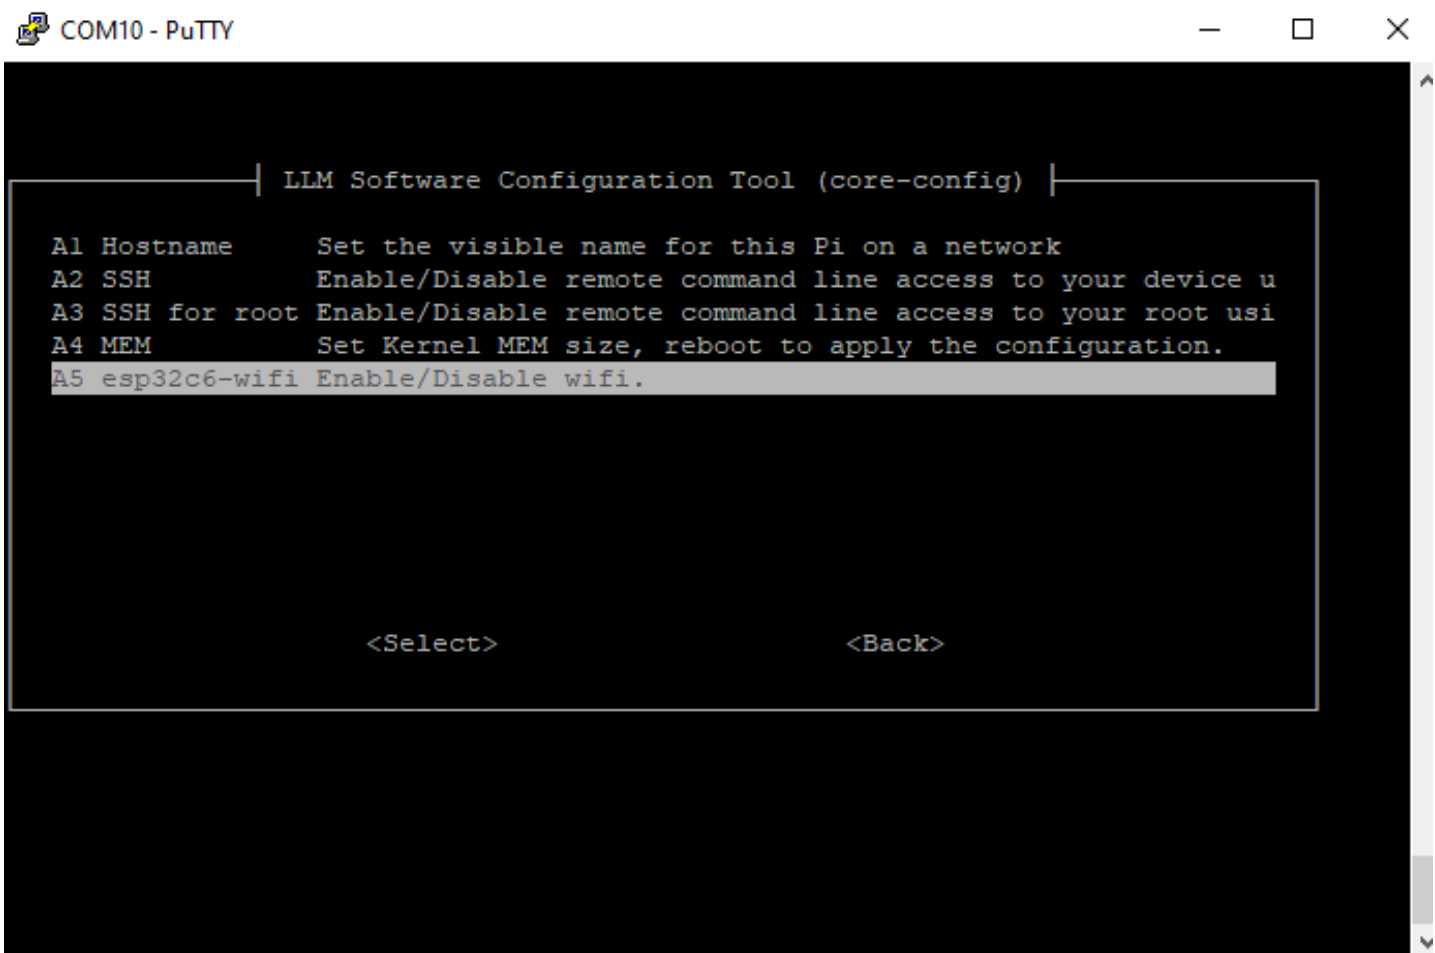 COM10 - PuTTY
LLM Software Configuration Tool (core-config)
A1 Hostname Set the visible name for this Pi on a network
A2 SSH Enable/Disable remote command line access to your device u
A3 SSH for root Enable/Disable remote command line access to your root usi
A4 MEM Set Kernel MEM size, reboot to apply the configuration.
A5 esp32c6-wifi Enable/Disable wifi.
<Select> <Back>